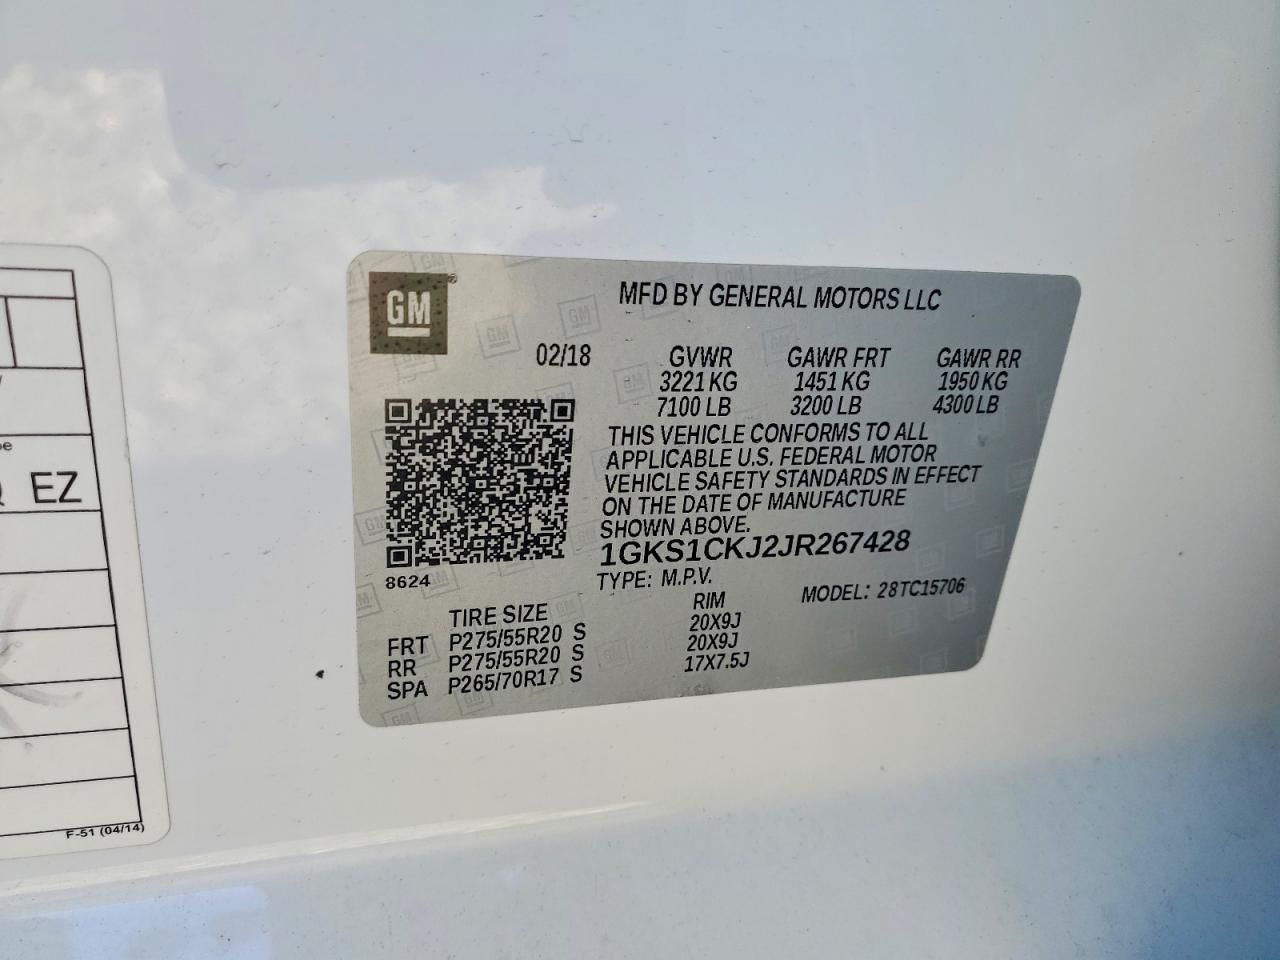 GM
MFD BY GENERAL MOTORS LLC
02/18 GVWR GAWR FRT GAWR RR
3221 KG 1451 KG 1950 KG
7100 LB 3200 LB 4300 LB
THIS VEHICLE CONFORMS TO ALL
APPLICABLE U.S. FEDERAL MOTOR
VEHICLE SAFETY STANDARDS IN EFFECT
ON THE DATE OF MANUFACTURE
SHOWN ABOVE.
1GKS1CKJ2JR267428
8624
TYPE: M.P.V. MODEL: 28TC15706
TIRE SIZE RIM
FRT P275/55R20 S 20X9J
RR P275/55R20 S 20X9J
SPA P265/70R17 S 17X7.5J
EZ
F-51 (04/14)